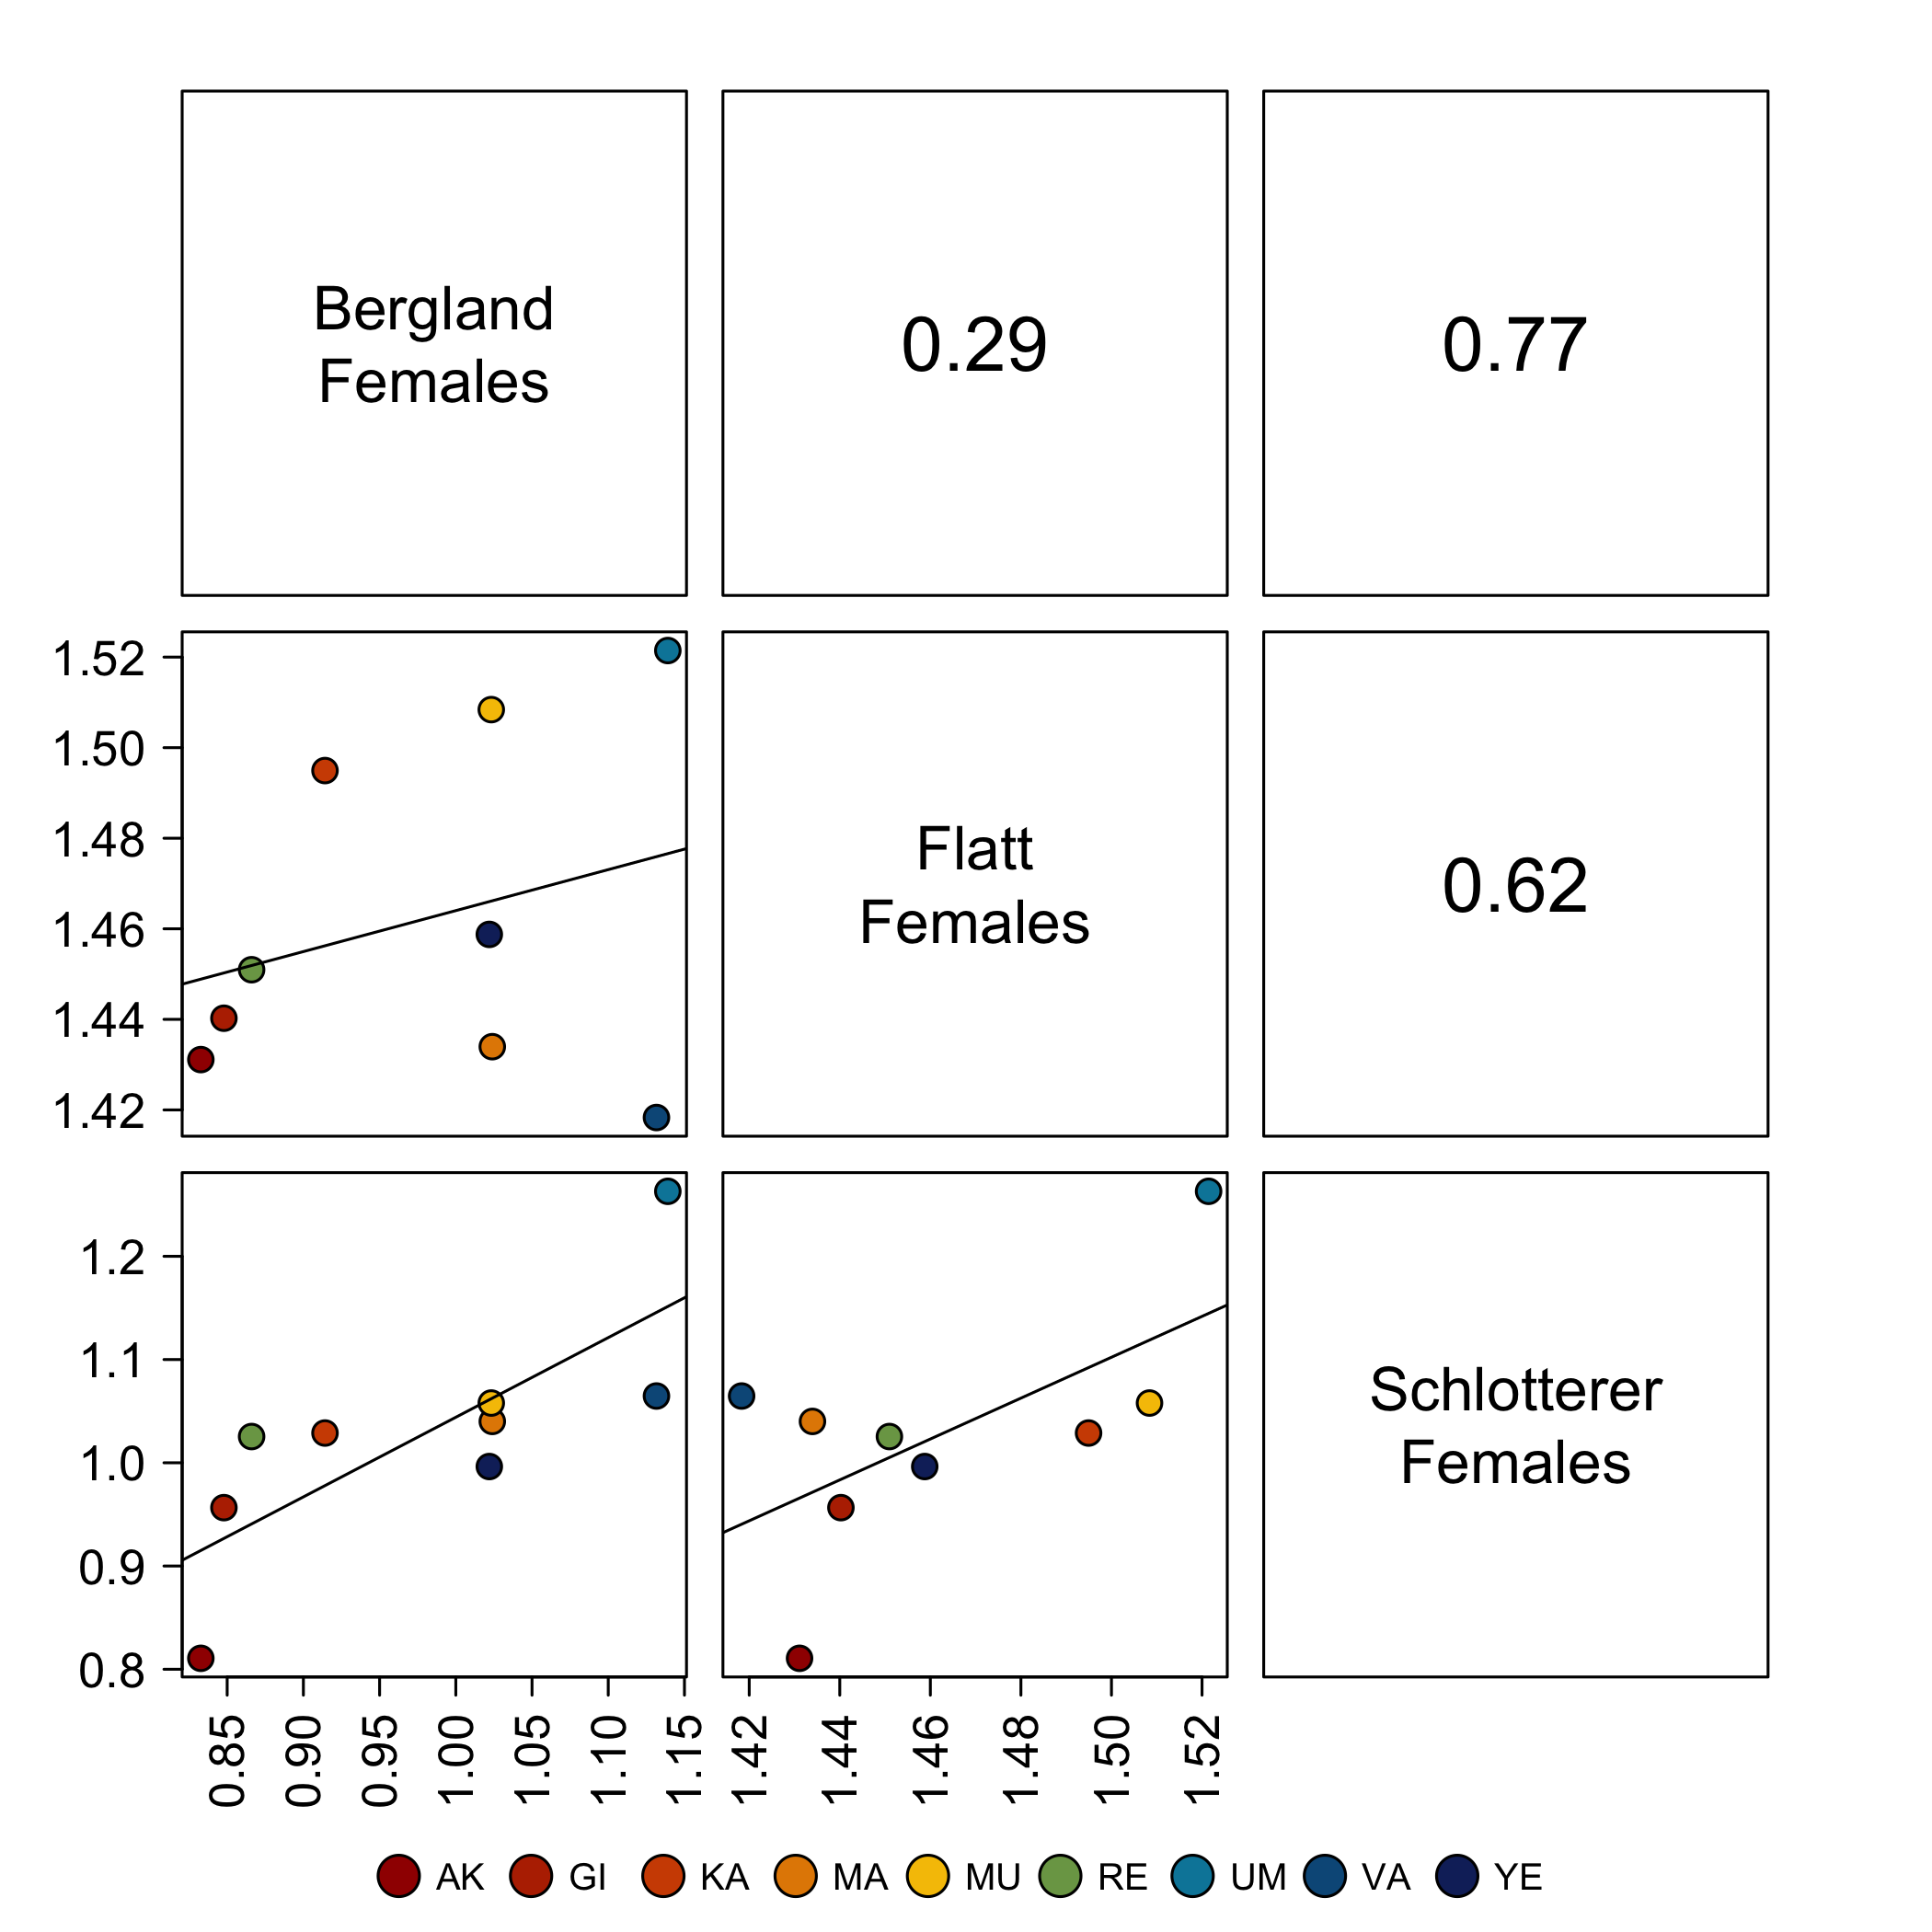 Bergland
Females
0.29
0.77
1.52
1.50
1.48
1.46
1.44
1.42
Flatt
Females
0.62
1.2
1.1
1.0
0.9
0.8
Schlotterer
Females
0.85 0.90 0.95 1.00 1.05 1.10 1.15
1.42 1.44 1.46 1.48 1.50 1.52
AK GI KA MA MU RE UM VA YE